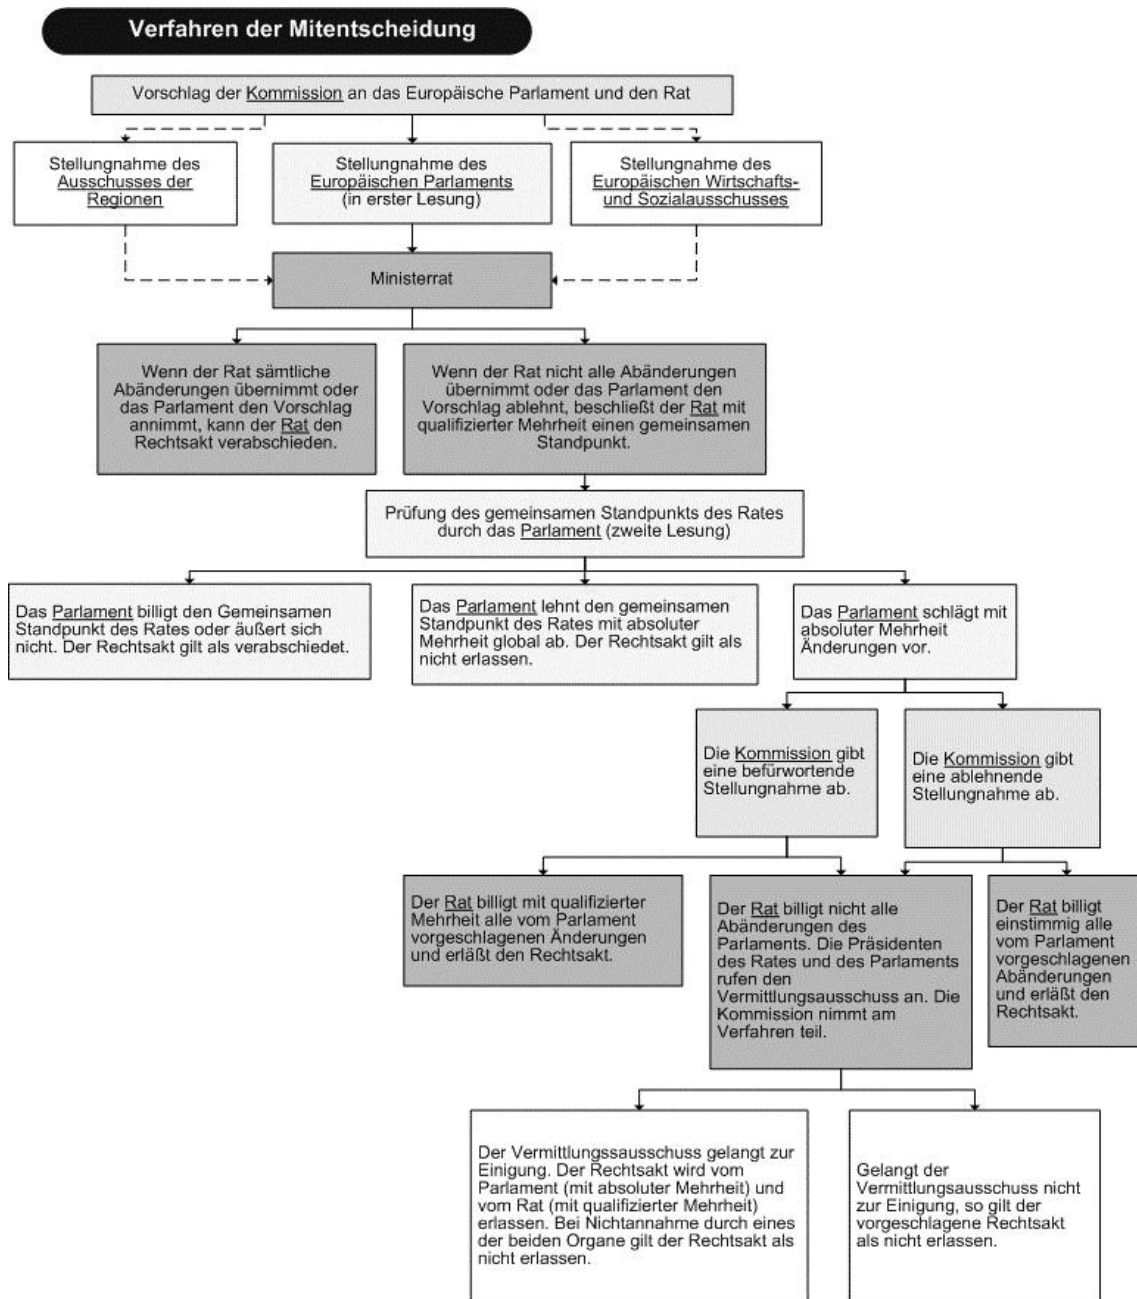 Verfahren der Mitentscheidung
Vorschlag der Kommission an das Europäische Parlament und den Rat
Stellungnahme des
Ausschusses der
Regionen
Stellungnahme des
Europäischen Parlaments
(in erster Lesung)
Stellungnahme des
Europäischen Wirtschafts-
und Sozialausschusses
Ministerrat
Wenn der Rat sämtliche
Abänderungen übernimmt oder
das Parlament den Vorschlag
annimmt, kann der Rat den
Rechtsakt verabschieden.
Wenn der Rat nicht alle Abänderungen
übernimmt oder das Parlament den
Vorschlag ablehnt, beschließt der Rat mit
qualifizierter Mehrheit einen gemeinsamen
Standpunkt.
Prüfung des gemeinsamen Standpunkts des Rates
durch das Parlament (zweite Lesung)
Das Parlament billigt den Gemeinsamen
Standpunkt des Rates oder äußert sich
nicht. Der Rechtsakt gilt als verabschiedet.
Das Parlament lehnt den gemeinsamen
Standpunkt des Rates mit absoluter
Mehrheit global ab. Der Rechtsakt gilt als
nicht erlassen.
Das Parlament schlägt mit
absoluter Mehrheit
Änderungen vor.
Die Kommission gibt
eine befürwortende
Stellungnahme ab.
Die Kommission gibt
eine ablehnende
Stellungnahme ab.
Der Rat billigt mit qualifizierter
Mehrheit alle vom Parlament
vorgeschlagenen Änderungen
und erläßt den Rechtsakt.
Der Rat billigt nicht alle
Abänderungen des
Parlaments. Die Präsidenten
des Rates und des Parlaments
rufen den
Vermittlungsausschuss an. Die
Kommission nimmt am
Verfahren teil.
Der Rat billigt
einstimmig alle
vom Parlament
vorgeschlagenen
Abänderungen
und erläßt den
Rechtsakt.
Der Vermittlungssausschuss gelangt zur
Einigung. Der Rechtsakt wird vom
Parlament (mit absoluter Mehrheit) und
vom Rat (mit qualifizierter Mehrheit)
erlassen. Bei Nichtannahme durch eines
der beiden Organe gilt der Rechtsakt als
nicht erlassen.
Gelangt der
Vermittlungsausschuss nicht
zur Einigung, so gilt der
vorgeschlagene Rechtsakt
als nicht erlassen.